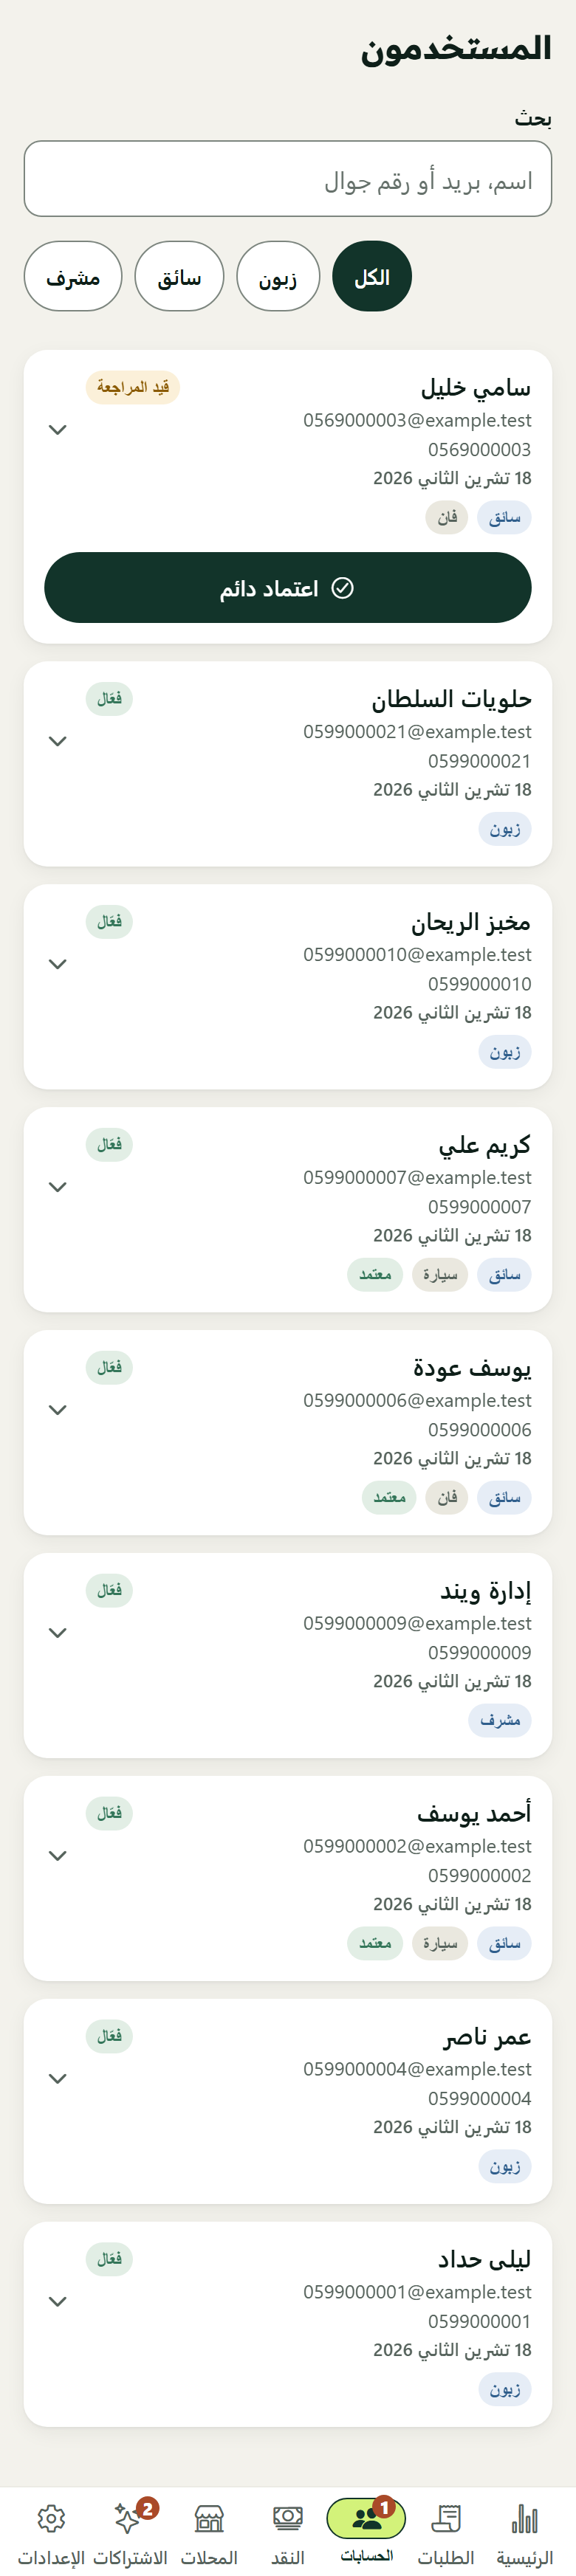 المستخدمون
بحث
اسم، بريد أو رقم جوال
الكل
زبون
سائق
مشرف
سامي خليل
قيد المراجعة
0569000003@example.test
0569000003
18 تشرين الثاني 2026
سائق
فان
اعتماد دائم
حلويات السلطان
فعّال
0599000021@example.test
0599000021
18 تشرين الثاني 2026
زبون
مخبز الريحان
فعّال
0599000010@example.test
0599000010
18 تشرين الثاني 2026
زبون
كريم علي
فعّال
0599000007@example.test
0599000007
18 تشرين الثاني 2026
سائق
سيارة
معتمد
يوسف عودة
فعّال
0599000006@example.test
0599000006
18 تشرين الثاني 2026
سائق
فان
معتمد
إدارة ويند
فعّال
0599000009@example.test
0599000009
18 تشرين الثاني 2026
مشرف
أحمد يوسف
فعّال
0599000002@example.test
0599000002
18 تشرين الثاني 2026
سائق
سيارة
معتمد
عمر ناصر
فعّال
0599000004@example.test
0599000004
18 تشرين الثاني 2026
زبون
ليلى حداد
فعّال
0599000001@example.test
0599000001
18 تشرين الثاني 2026
زبون
الرئيسية
الطلبات
1
الحسابات
النقد
المحلات
2
الاشتراكات
الإعدادات